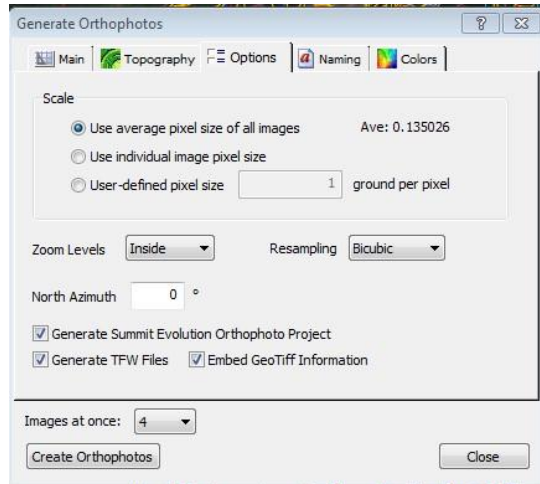 Generate Orthophotos
Main Topography Options Naming Colors
Scale
Use average pixel size of all images Ave: 0.135026
Use individual image pixel size
User-defined pixel size 1 ground per pixel
Zoom Levels Inside Resampling Bicubic
North Azimuth 0 °
Generate Summit Evolution Orthophoto Project
Generate TFW Files Embed GeoTiff Information
Images at once: 4
Create Orthophotos Close